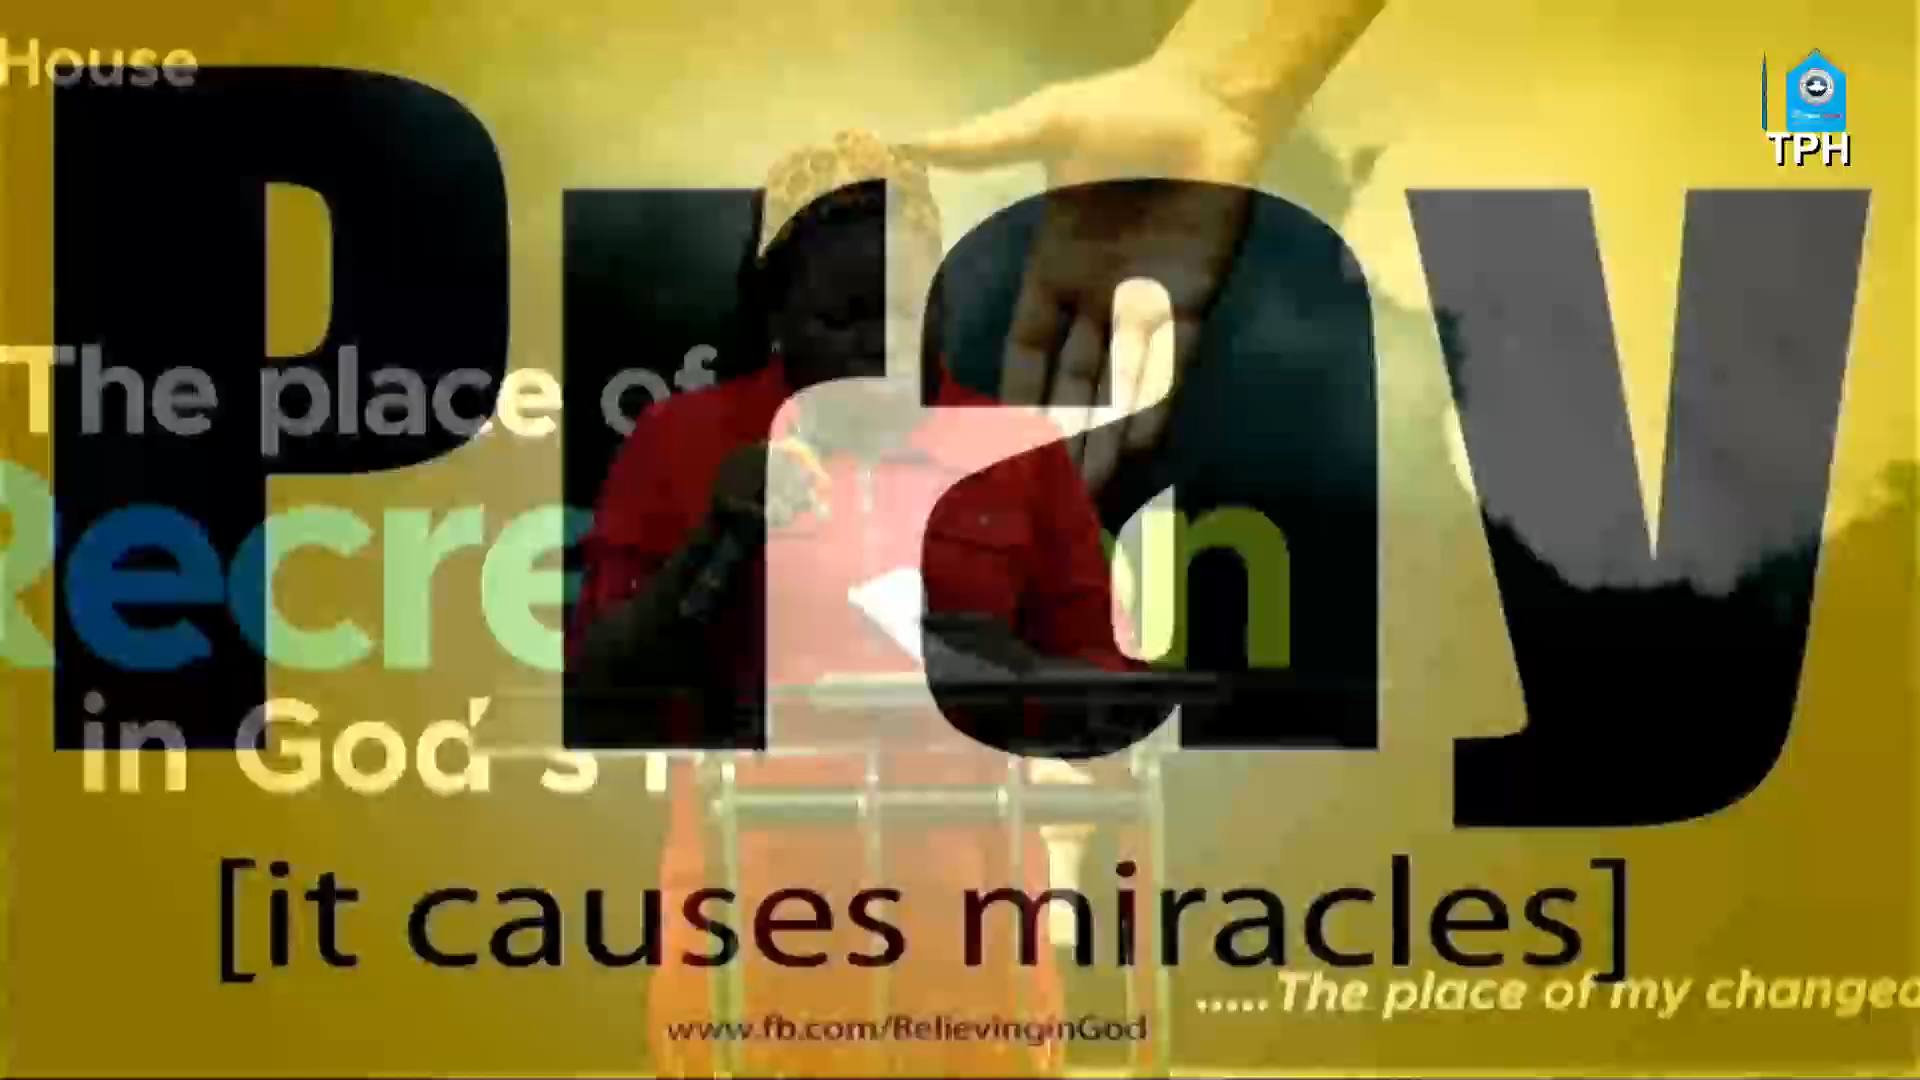 House
TPH
Pray
The place of
Recre n
in God's
[it causes miracles]
.....The place of my changed
www.fb.com/RelievinginGod